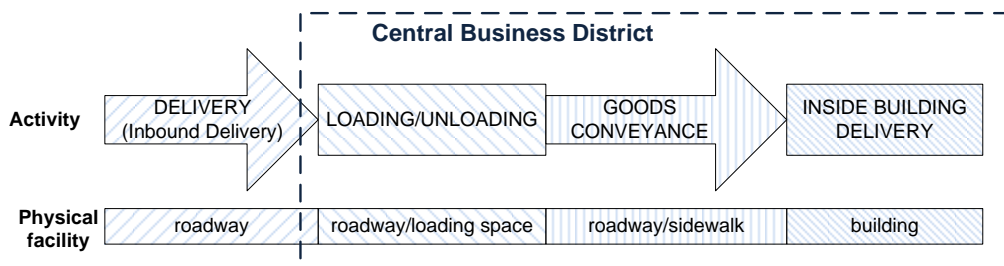 Central Business District
Activity
DELIVERY
(Inbound Delivery)
LOADING/UNLOADING
GOODS
CONVEYANCE
INSIDE BUILDING
DELIVERY
Physical
facility
roadway
roadway/loading space
roadway/sidewalk
building